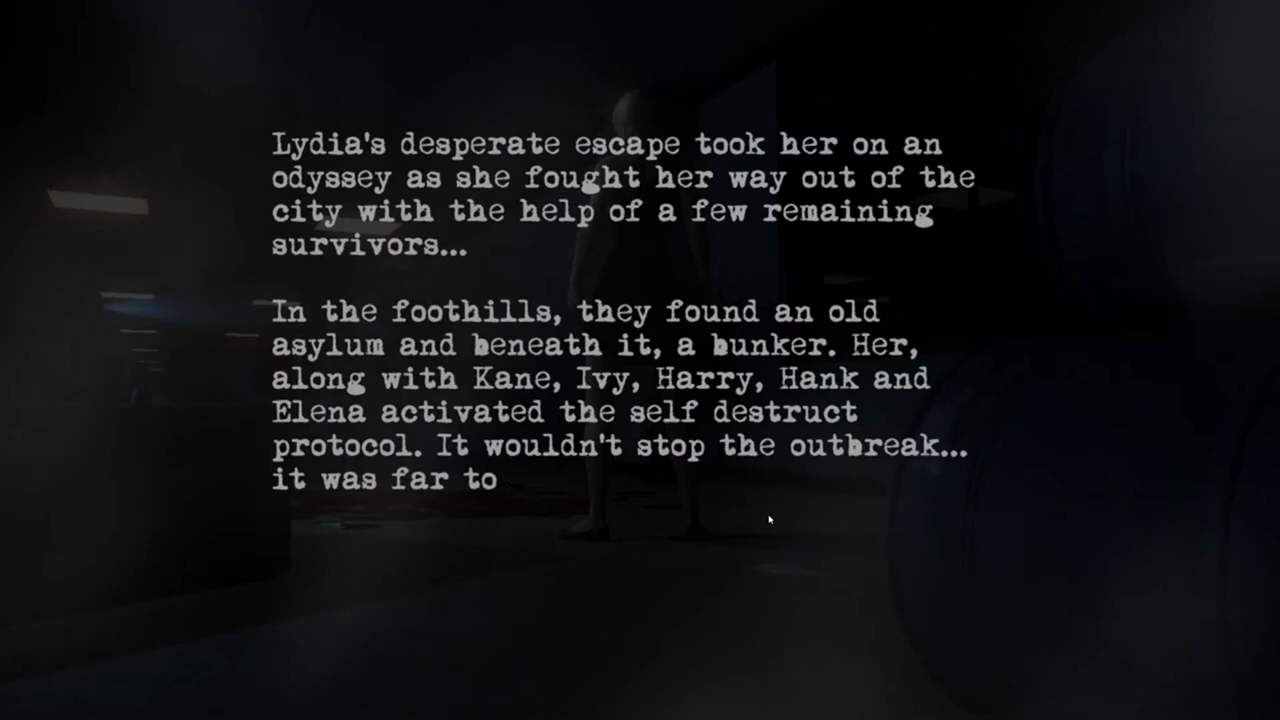 Lydia's desperate escape took her on an
odyssey as she fought her way out of the
city with the help of a few remaining
survivors...
In the foothills, they found an old
asylum and beneath it, a bunker. Her,
along with Kane, Ivy, Harry, Hank and
Elena activated the self destruct
protocol. It wouldn't stop the outbreak...
it was far to